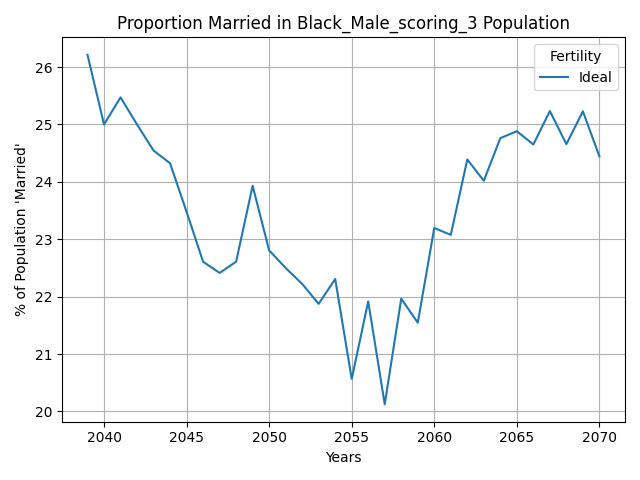 Proportion Married in Black_Male_scoring_3 Population
Fertility
Ideal
% of Population 'Married'
26
25
24
23
22
21
20
2040 2045 2050 2055 2060 2065 2070
Years